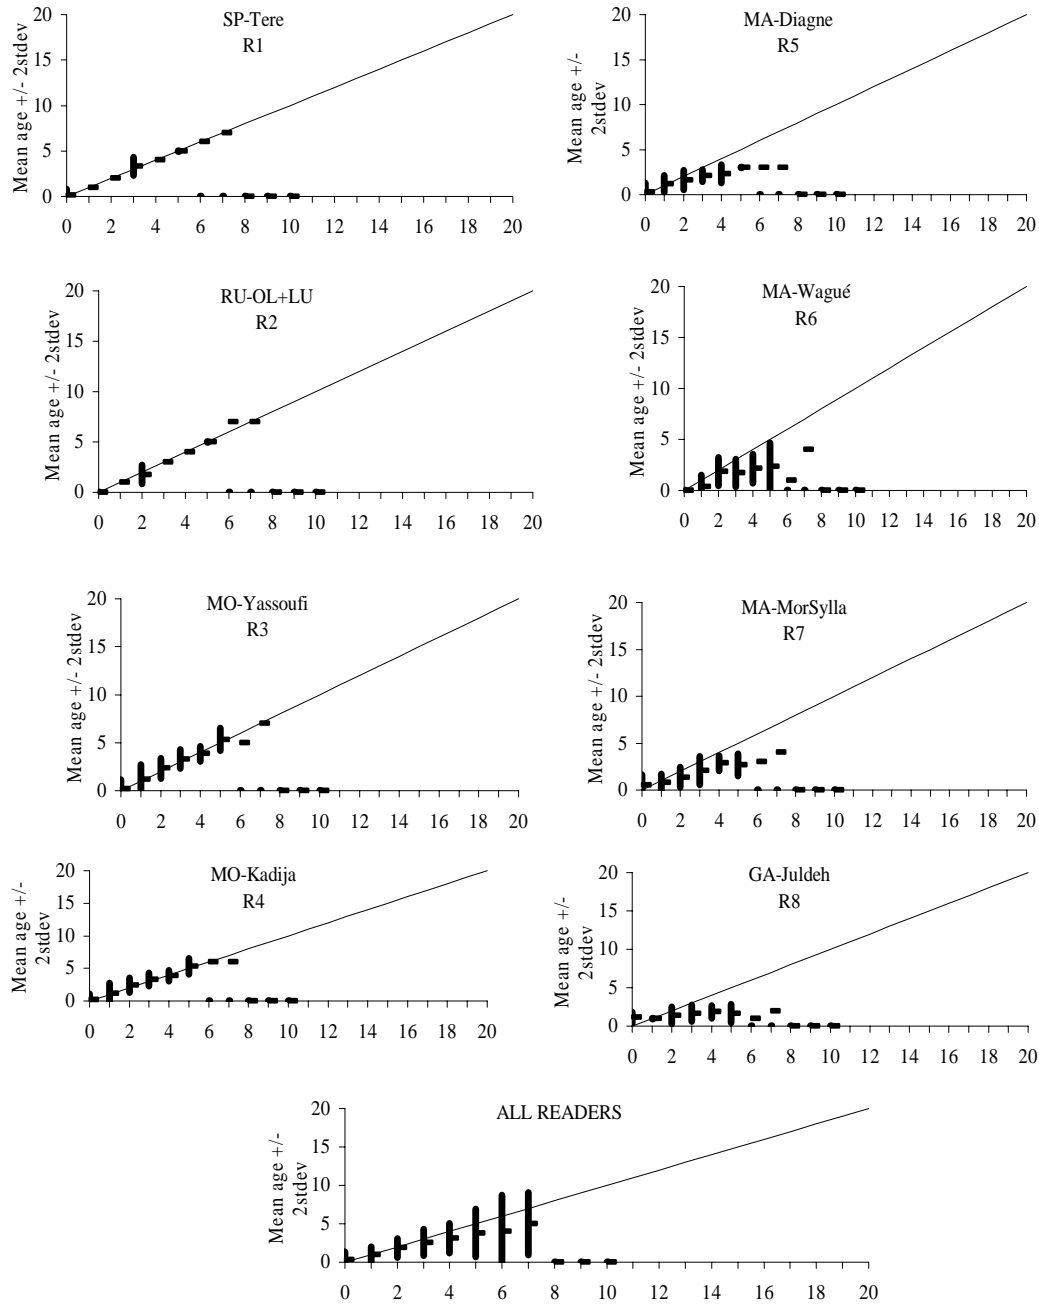 SP-Tere
R1
Mean age +/- 2stdev
20
15
10
5
0
0 2 4 6 8 10 12 14 16 18 20
MA-Diagne
R5
Mean age +/-
2stdev
20
15
10
5
0
0 2 4 6 8 10 12 14 16 18 20
RU-OL+LU
R2
Mean age +/- 2stdev
20
15
10
5
0
0 2 4 6 8 10 12 14 16 18 20
MA-Wagué
R6
Mean age +/- 2stdev
20
15
10
5
0
0 2 4 6 8 10 12 14 16 18 20
MO-Yassoufi
R3
Mean age +/- 2stdev
20
15
10
5
0
0 2 4 6 8 10 12 14 16 18 20
MA-MorSylla
R7
Mean age +/- 2stdev
20
15
10
5
0
0 2 4 6 8 10 12 14 16 18 20
MO-Kadija
R4
Mean age +/-
2stdev
20
15
10
5
0
0 2 4 6 8 10 12 14 16 18 20
GA-Juldeh
R8
Mean age +/-
2stdev
20
15
10
5
0
0 2 4 6 8 10 12 14 16 18 20
ALL READERS
Mean age +/-
2stdev
20
15
10
5
0
0 2 4 6 8 10 12 14 16 18 20